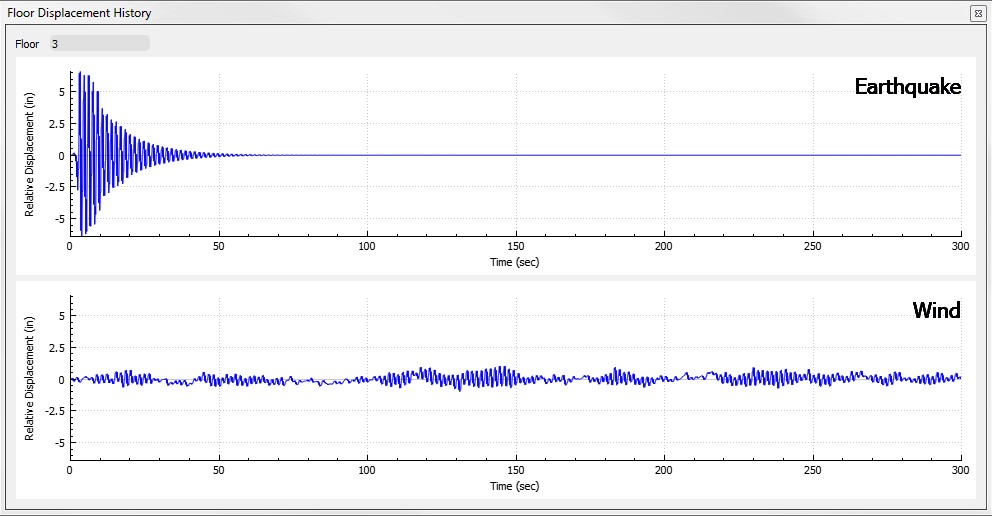 Floor Displacement History
Floor 3
Earthquake
Relative Displacement (in)
5
2.5
0
-2.5
-5
0 50 100 150 200 250 300
Time (sec)
Wind
Relative Displacement (in)
5
2.5
0
-2.5
-5
0 50 100 150 200 250 300
Time (sec)